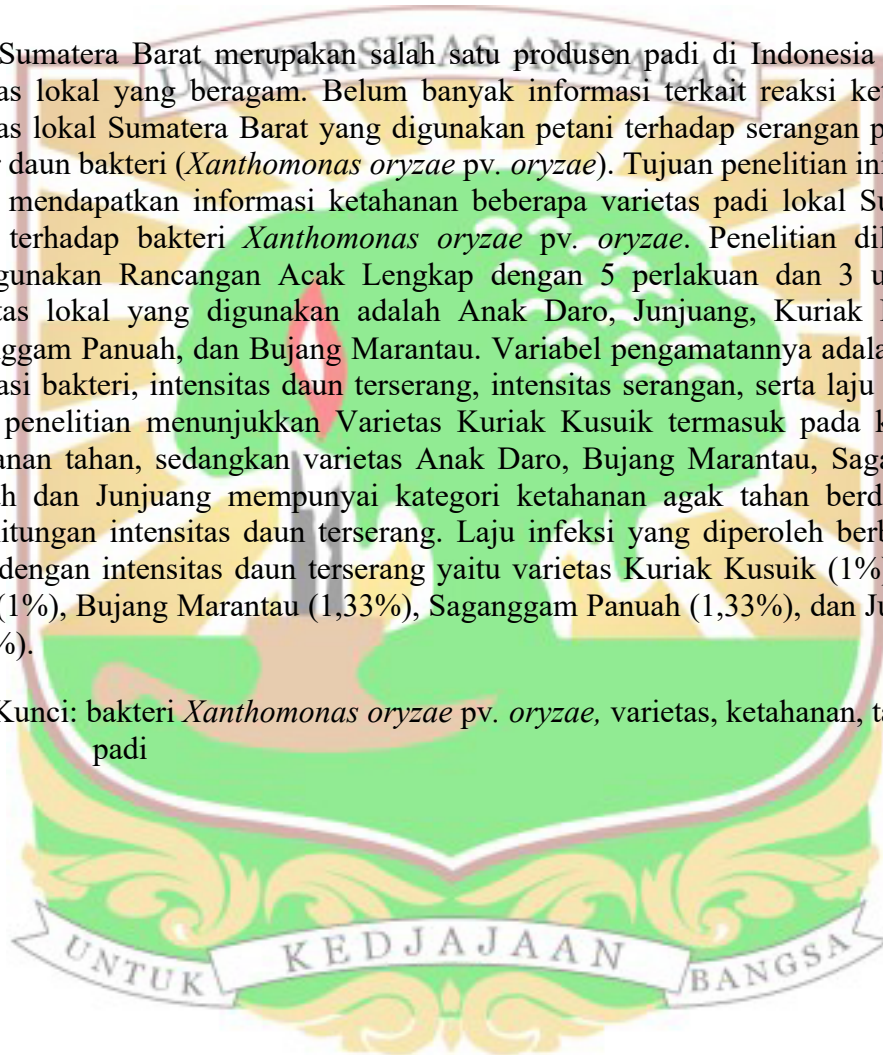 UNIVERSITAS ANDALAS
Sumatera Barat merupakan salah satu produsen padi di Indonesia
as lokal yang beragam. Belum banyak informasi terkait reaksi ke
as lokal Sumatera Barat yang digunakan petani terhadap serangan p
daun bakteri (Xanthomonas oryzae pv. oryzae). Tujuan penelitian ini
mendapatkan informasi ketahanan beberapa varietas padi lokal Su
terhadap bakteri Xanthomonas oryzae pv. oryzae. Penelitian dil
gunakan Rancangan Acak Lengkap dengan 5 perlakuan dan 3 u
tas lokal yang digunakan adalah Anak Daro, Junjuang, Kuriak
nggam Panuah, dan Bujang Marantau. Variabel pengamatannya adala
asi bakteri, intensitas daun terserang, intensitas serangan, serta laju
penelitian menunjukkan Varietas Kuriak Kusuik termasuk pada k
anan tahan, sedangkan varietas Anak Daro, Bujang Marantau, Saga
h dan Junjuang mempunyai kategori ketahanan agak tahan berd
itungan intensitas daun terserang. Laju infeksi yang diperoleh berb
dengan intensitas daun terserang yaitu varietas Kuriak Kusuik (1%)
(1%), Bujang Marantau (1,33%), Saganggam Panuah (1,33%), dan Ju
%).
Kunci: bakteri Xanthomonas oryzae pv. oryzae, varietas, ketahanan, ta
padi
UNTUK KEDJAJAAN BANGSA